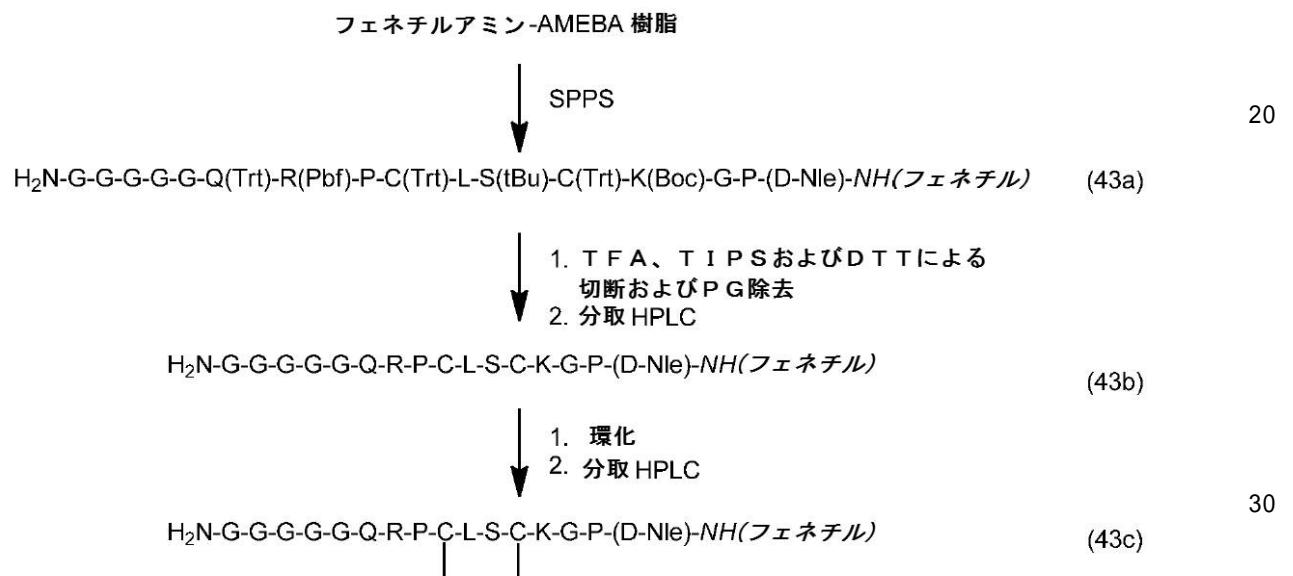 フェネチルアミン-AMEBA 樹脂
SPPS
20
H₂N-G-G-G-G-G-Q(Trt)-R(Pbf)-P-C(Trt)-L-S(tBu)-C(Trt)-K(Boc)-G-P-(D-Nle)-NH(フェネチル) (43a)
1. TFA、TIPSおよびDTTによる
切断およびPG除去
2. 分取 HPLC
H₂N-G-G-G-G-G-Q-R-P-C-L-S-C-K-G-P-(D-Nle)-NH(フェネチル) (43b)
1. 環化
2. 分取 HPLC
30
H₂N-G-G-G-G-G-Q-R-P-C-L-S-C-K-G-P-(D-Nle)-NH(フェネチル) (43c)